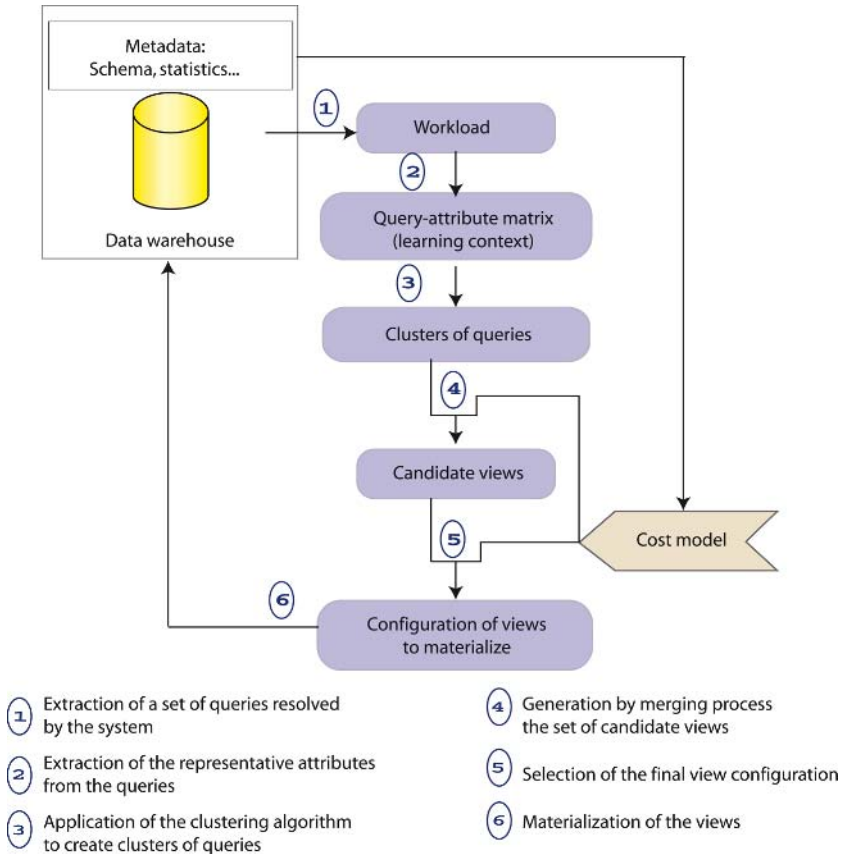 Metadata:
Schema, statistics...
Data warehouse
1
Workload
2
Query-attribute matrix
(learning context)
3
Clusters of queries
4
Candidate views
5
Cost model
6
Configuration of views
to materialize
1 Extraction of a set of queries resolved
by the system
2 Extraction of the representative attributes
from the queries
3 Application of the clustering algorithm
to create clusters of queries
4 Generation by merging process
the set of candidate views
5 Selection of the final view configuration
6 Materialization of the views